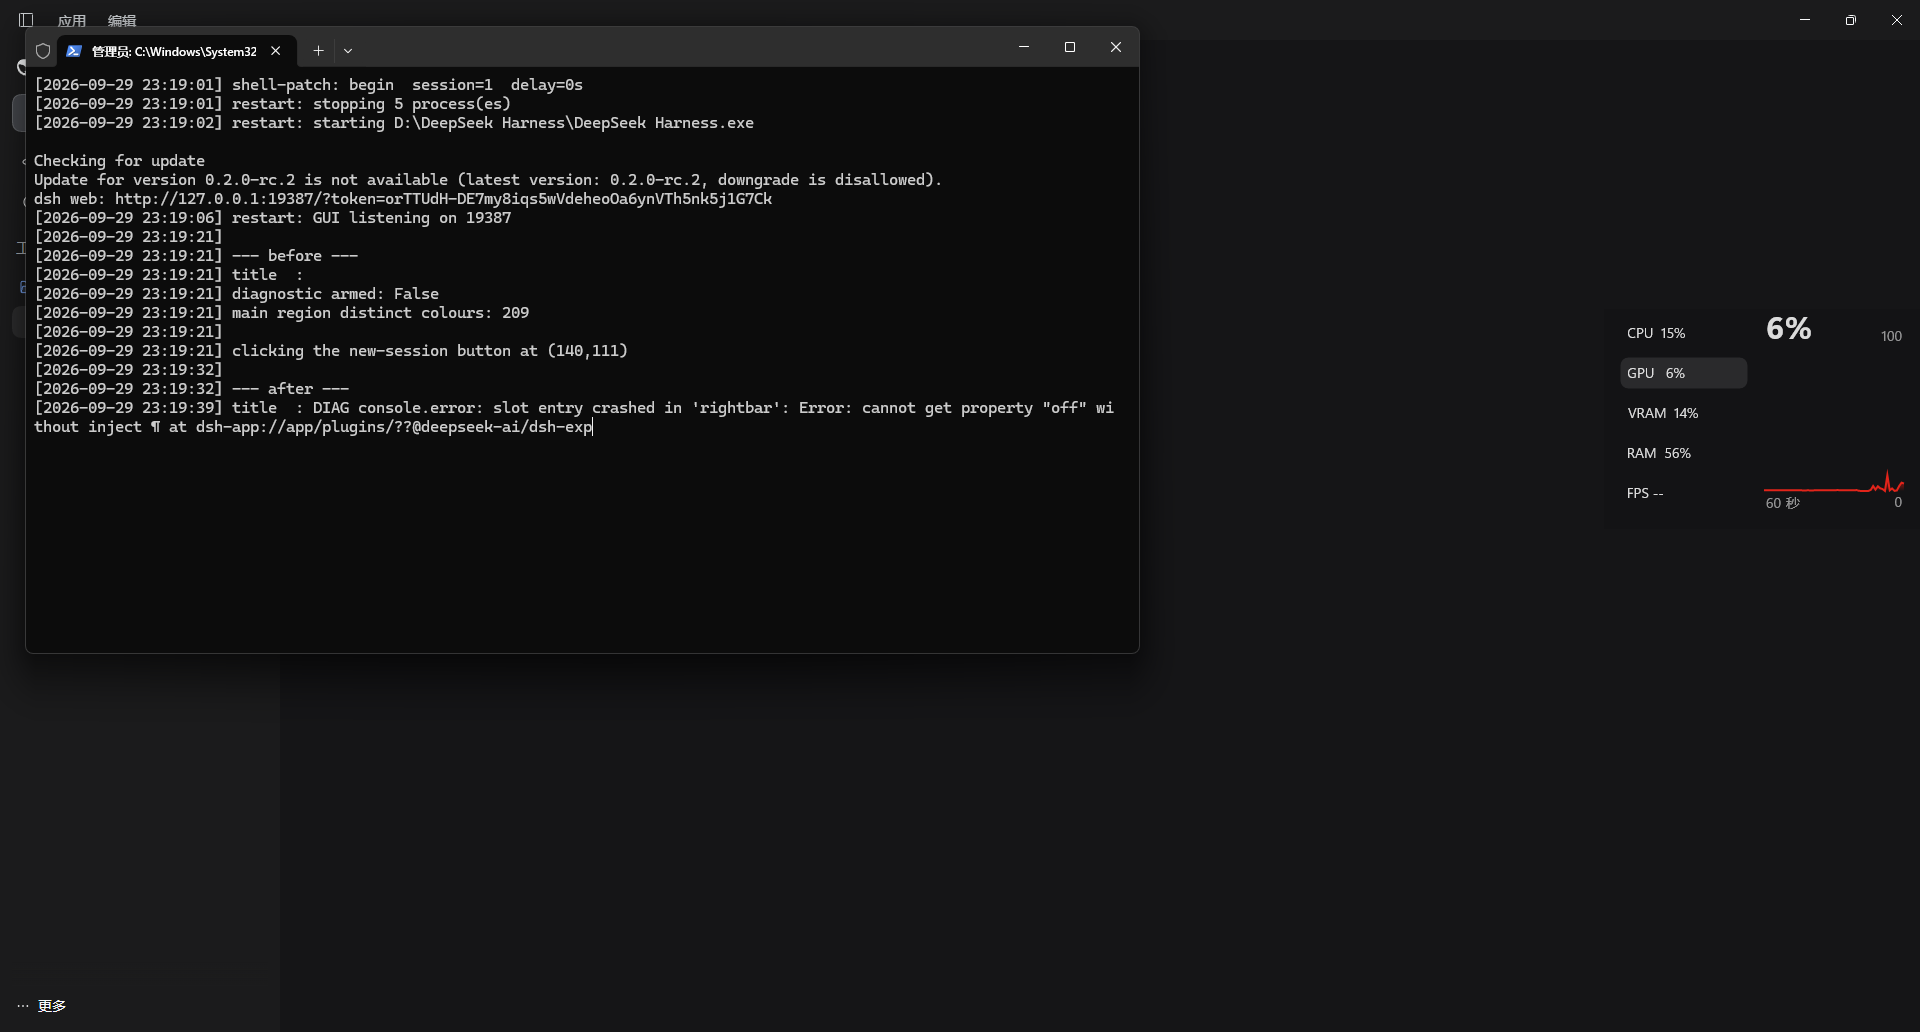 应用 编辑
管理员: C:\Windows\System32
[2026-09-29 23:19:01] shell-patch: begin  session=1  delay=0s
[2026-09-29 23:19:01] restart: stopping 5 process(es)
[2026-09-29 23:19:02] restart: starting D:\DeepSeek Harness\DeepSeek Harness.exe
Checking for update
Update for version 0.2.0-rc.2 is not available (latest version: 0.2.0-rc.2, downgrade is disallowed).
dsh web: http://127.0.0.1:19387/?token=orTTUdH-DE7my8iqs5wVdeheoOa6ynVTh5nk5j1G7Ck
[2026-09-29 23:19:06] restart: GUI listening on 19387
[2026-09-29 23:19:21]
[2026-09-29 23:19:21] --- before ---
[2026-09-29 23:19:21] title  :
[2026-09-29 23:19:21] diagnostic armed: False
[2026-09-29 23:19:21] main region distinct colours: 209
[2026-09-29 23:19:21]
[2026-09-29 23:19:21] clicking the new-session button at (140,111)
[2026-09-29 23:19:32]
[2026-09-29 23:19:32] --- after ---
[2026-09-29 23:19:39] title  : DIAG console.error: slot entry crashed in 'rightbar': Error: cannot get property "off" wi
thout inject ¶ at dsh-app://app/plugins/??@deepseek-ai/dsh-exp
CPU 15%
GPU 6%
VRAM 14%
RAM 56%
FPS --
6%
100
60 秒
0
··· 更多